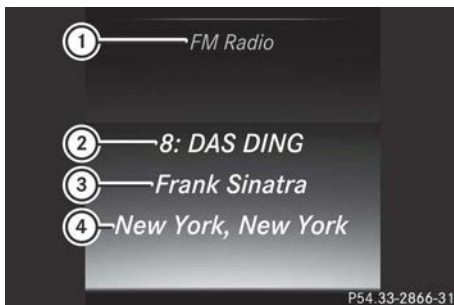 1 FM Radio
2 8: DAS DING
3 Frank Sinatra
4 New York, New York
P54.33-2866-31